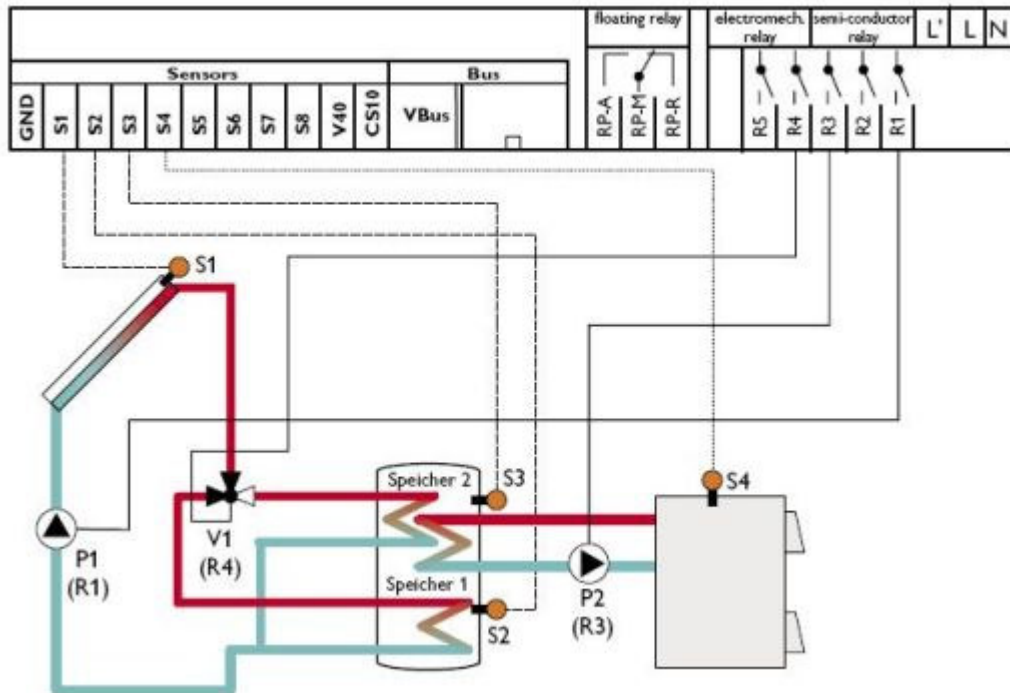 floating relay
electromech. relay
semi-conductor relay
L'
L
N
Sensors
Bus
GND
S1
S2
S3
S4
S5
S6
S7
S8
V40
CS10
VBus
RP-A
RP-M
RP-R
R5
R4
R3
R2
R1
S1
Speicher 2
S3
S4
V1
(R4)
P1
(R1)
Speicher 1
S2
P2
(R3)